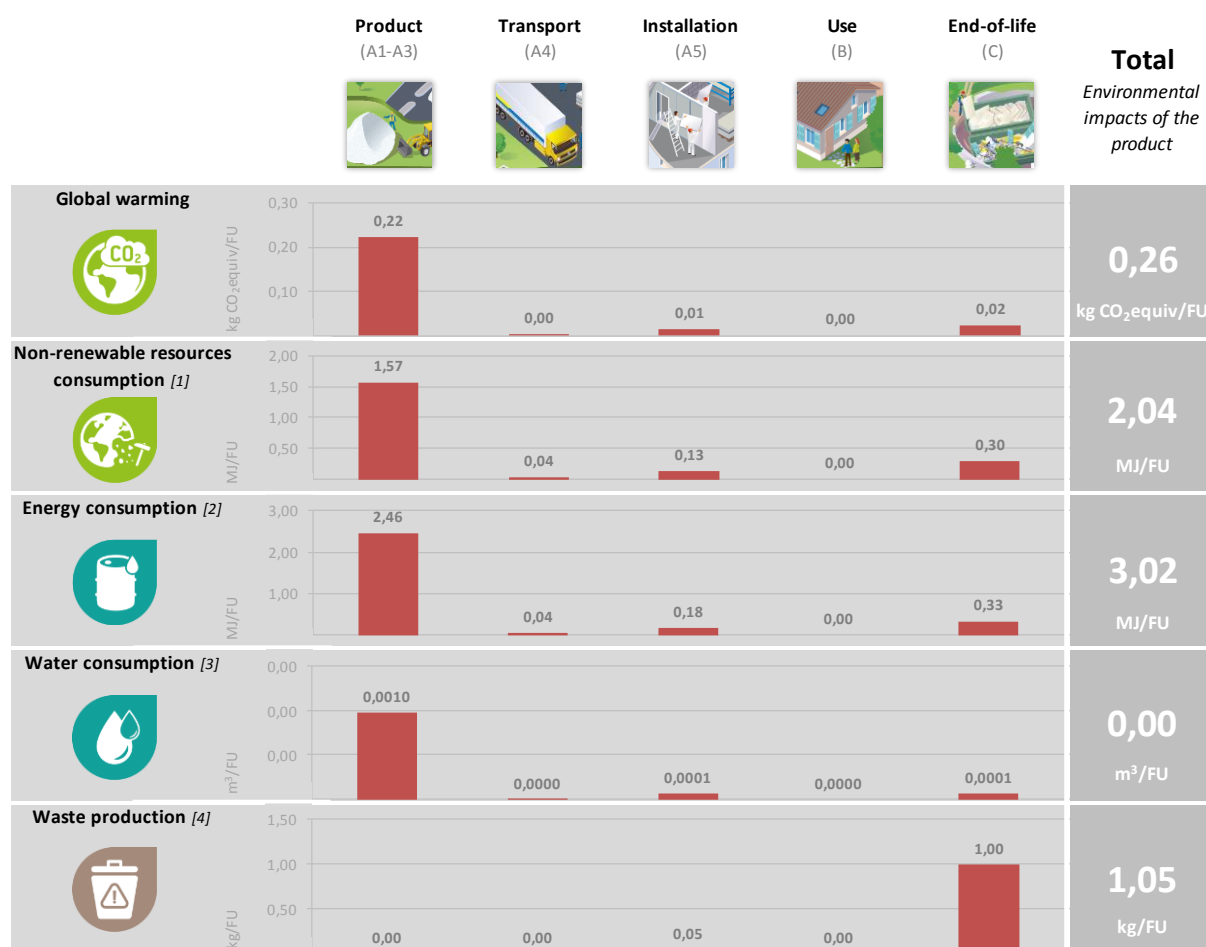 Product
(A1-A3)
Transport
(A4)
Installation
(A5)
Use
(B)
End-of-life
(C)
Total
Environmental
impacts of the
product
Global warming
CO₂
kg CO₂equiv/FU
0,30
0,20
0,10
0,22
0,00
0,01
0,00
0,02
0,26
kg CO₂equiv/FU
Non-renewable resources
consumption [1]
MJ/FU
2,00
1,50
1,00
0,50
1,57
0,04
0,13
0,00
0,30
2,04
MJ/FU
Energy consumption [2]
MJ/FU
3,00
2,00
1,00
2,46
0,04
0,18
0,00
0,33
3,02
MJ/FU
Water consumption [3]
m³/FU
0,00
0,00
0,00
0,0010
0,0000
0,0001
0,0000
0,0001
0,00
m³/FU
Waste production [4]
kg/FU
1,50
1,00
0,50
0,00
0,00
0,05
0,00
1,00
1,05
kg/FU